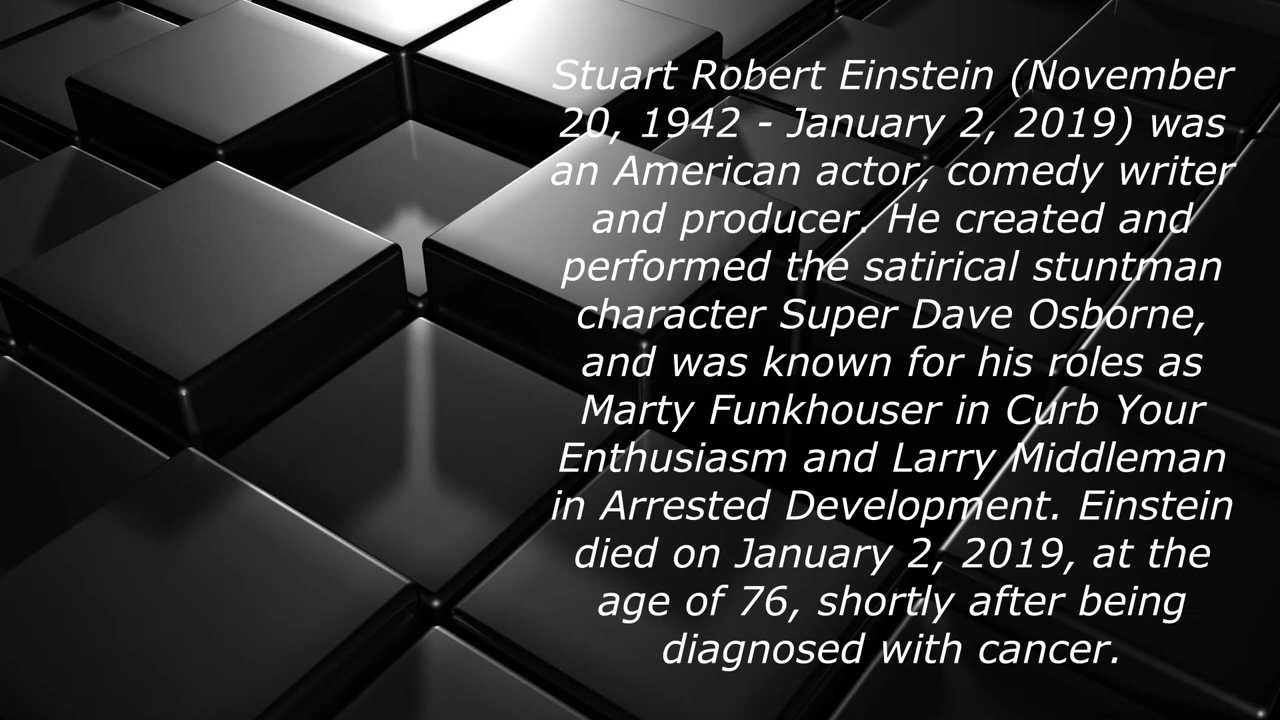 Stuart Robert Einstein (November
20, 1942 - January 2, 2019) was
an American actor, comedy writer
and producer. He created and
performed the satirical stuntman
character Super Dave Osborne,
and was known for his roles as
Marty Funkhouser in Curb Your
Enthusiasm and Larry Middleman
in Arrested Development. Einstein
died on January 2, 2019, at the
age of 76, shortly after being
diagnosed with cancer.